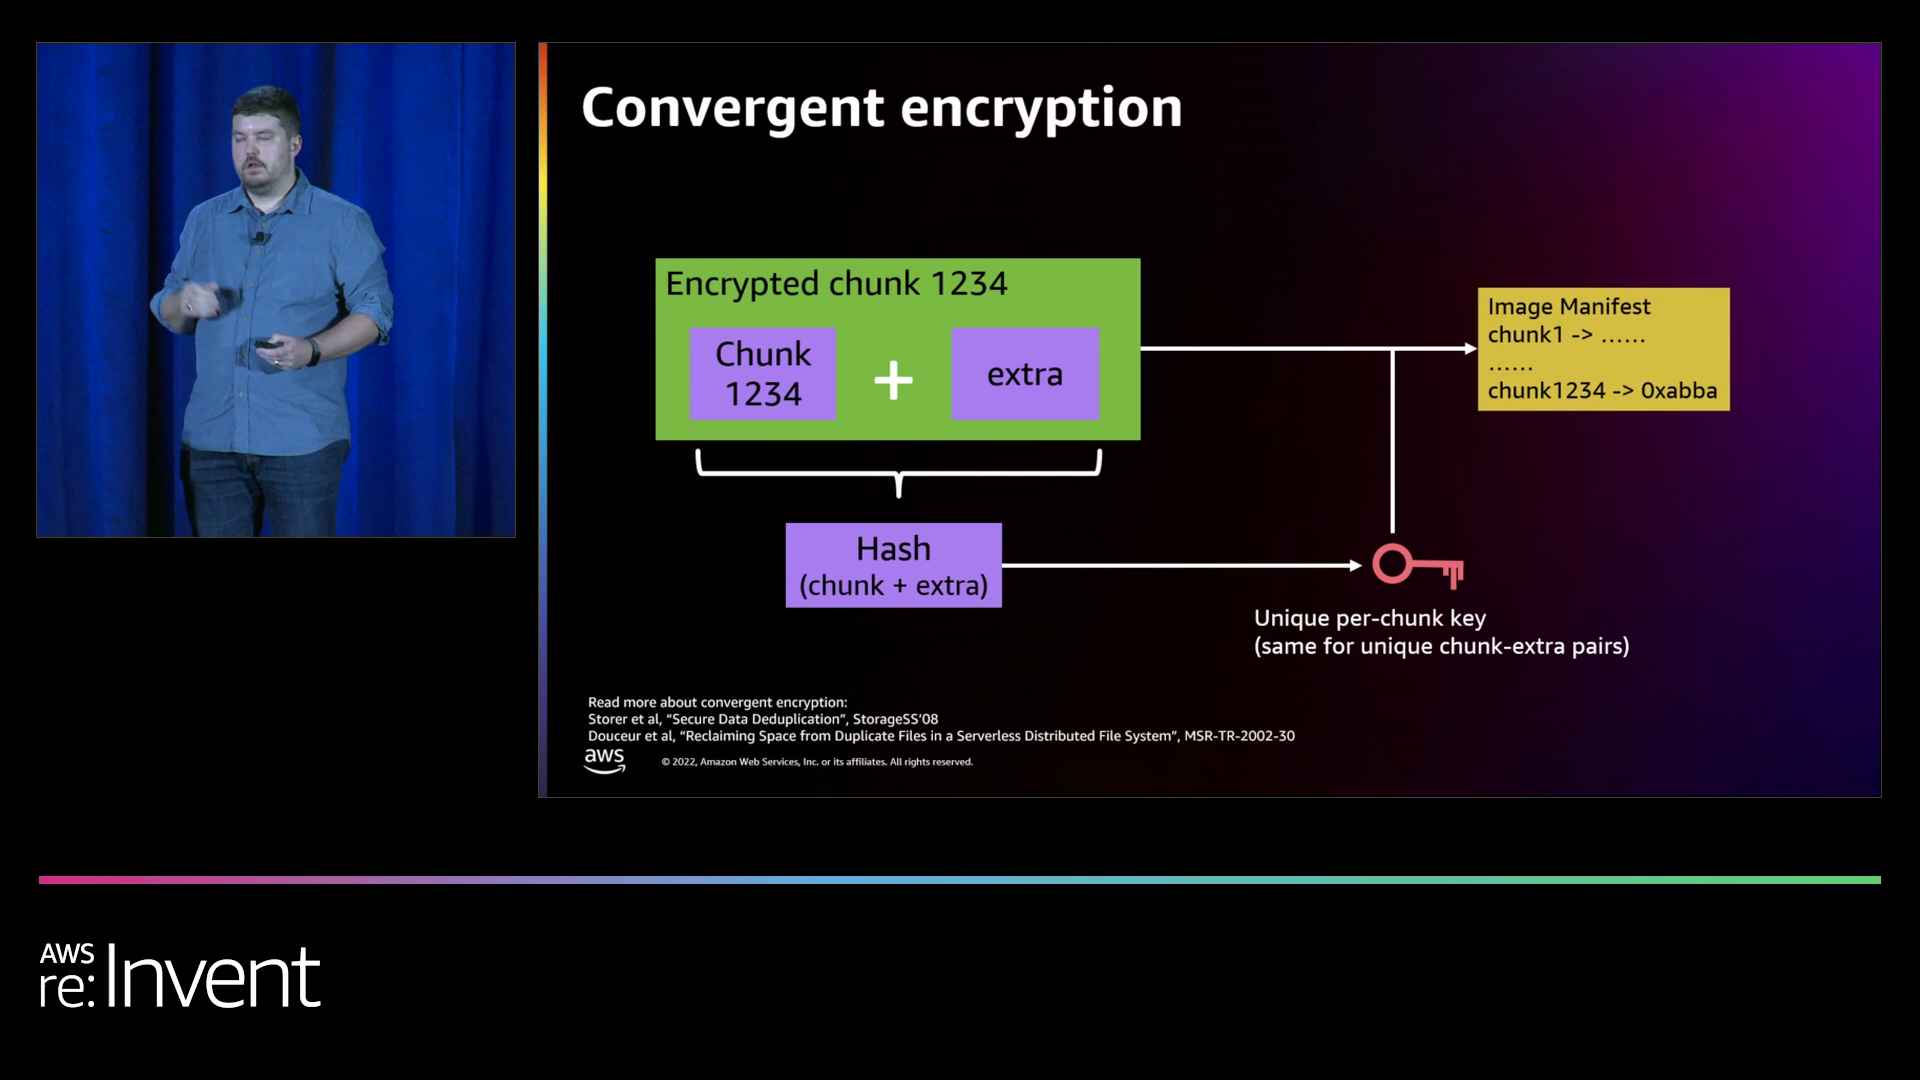 Convergent encryption
Encrypted chunk 1234
Chunk
1234
+
extra
Hash
(chunk + extra)
Image Manifest
chunk1 -> ......
......
chunk1234 -> 0xabba
Unique per-chunk key
(same for unique chunk-extra pairs)
Read more about convergent encryption:
Storer et al, “Secure Data Deduplication”, StorageSS’08
Douceur et al, “Reclaiming Space from Duplicate Files in a Serverless Distributed File System”, MSR-TR-2002-30
aws
© 2022, Amazon Web Services, Inc. or its affiliates. All rights reserved.
AWS
re:Invent